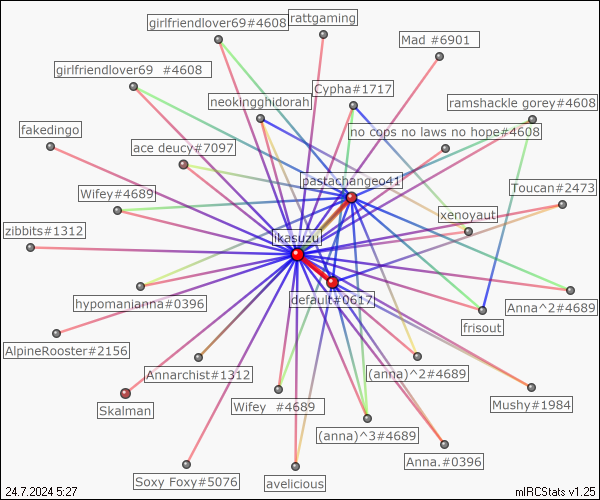 girlfriendlover69#4608
rattgaming
Mad #6901
girlfriendlover69  #4608
Cypha#1717
neokingghidorah
ramshackle gorey#4608
fakedingo
no cops no laws no hope#4608
ace deucy#7097
pastachangeo41
Toucan#2473
Wifey#4689
xenoyaut
zibbits#1312
ikasuzu
hypomanianna#0396
default#0617
Anna^2#4689
frisout
AlpineRooster#2156
Annarchist#1312
(anna)^2#4689
Skalman
Wifey  #4689
Mushy#1984
(anna)^3#4689
Anna.#0396
Soxy Foxy#5076
avelicious
24.7.2024 5:27
mIRCStats v1.25